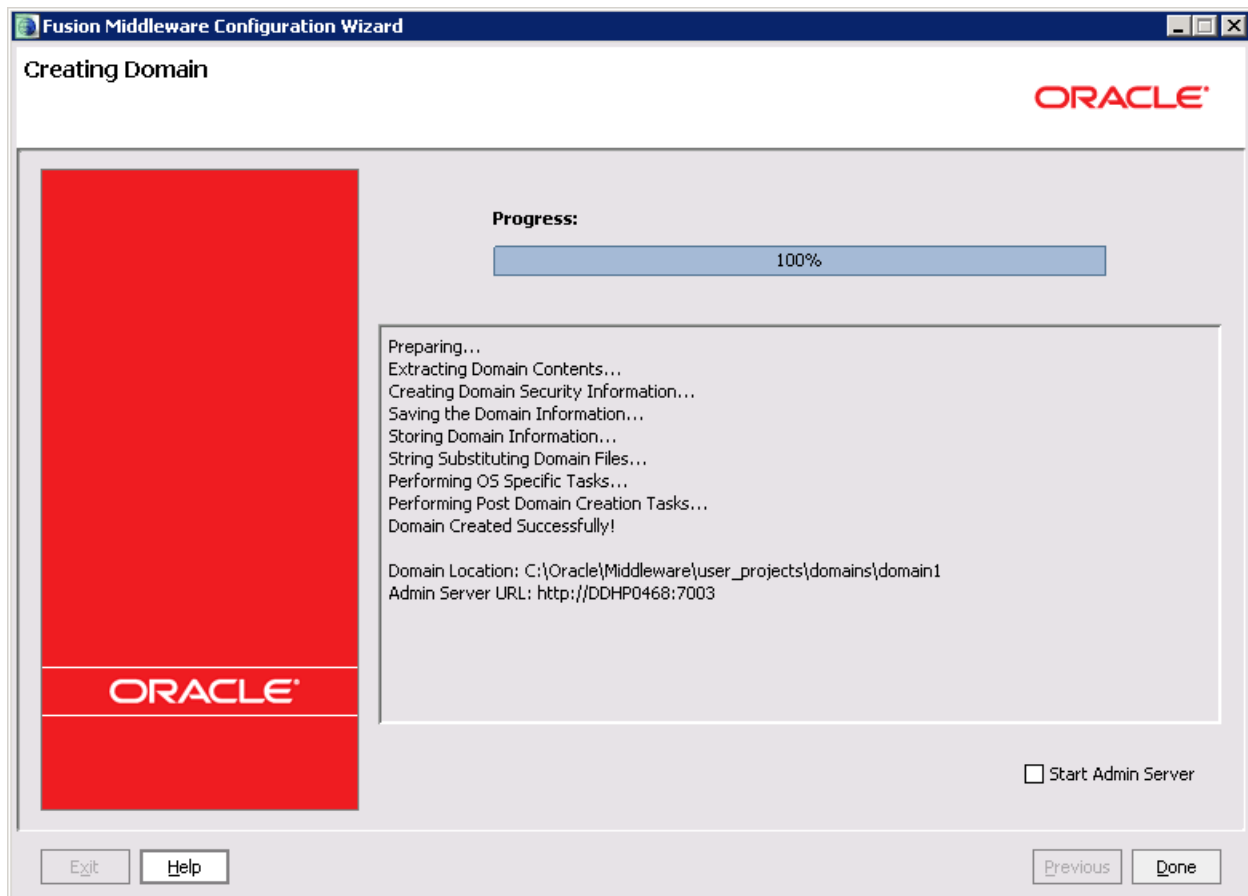 Fusion Middleware Configuration Wizard
Creating Domain
ORACLE
Progress:
100%
Preparing...
Extracting Domain Contents...
Creating Domain Security Information...
Saving the Domain Information...
Storing Domain Information...
String Substituting Domain Files...
Performing OS Specific Tasks...
Performing Post Domain Creation Tasks...
Domain Created Successfully!
Domain Location: C:\Oracle\Middleware\user_projects\domains\domain1
Admin Server URL: http://DDHP0468:7003
ORACLE
Start Admin Server
Exit
Help
Previous
Done